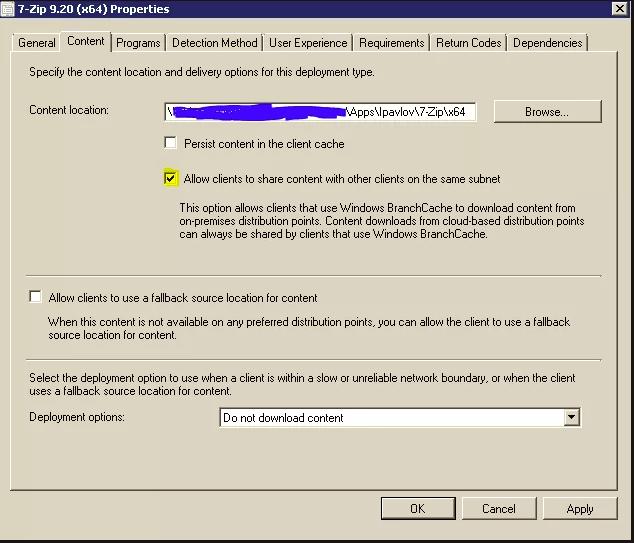 7-Zip 9.20 (x64) Properties
General Content Programs Detection Method User Experience Requirements Return Codes Dependencies
Specify the content location and delivery options for this deployment type.
Content location: \ \Apps\Ipavlov\7-Zip\x64 Browse...
Persist content in the client cache
Allow clients to share content with other clients on the same subnet
This option allows clients that use Windows BranchCache to download content from
on-premises distribution points. Content downloads from cloud-based distribution points
can always be shared by clients that use Windows BranchCache.
Allow clients to use a fallback source location for content
When this content is not available on any preferred distribution points, you can allow the client to use a fallback
source location for content.
Select the deployment option to use when a client is within a slow or unreliable network boundary, or when the client
uses a fallback source location for content.
Deployment options: Do not download content
OK Cancel Apply